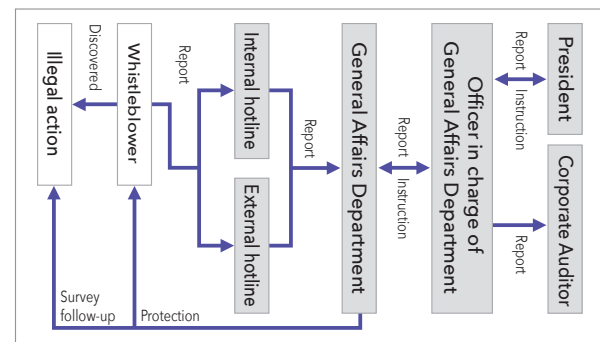 Illegal action
Discovered
Whistleblower
Report
Internal hotline
External hotline
Report
General Affairs Department
Report
Instruction
Officer in charge of
General Affairs Department
Report
Instruction
President
Report
Corporate Auditor
Survey
follow-up
Protection